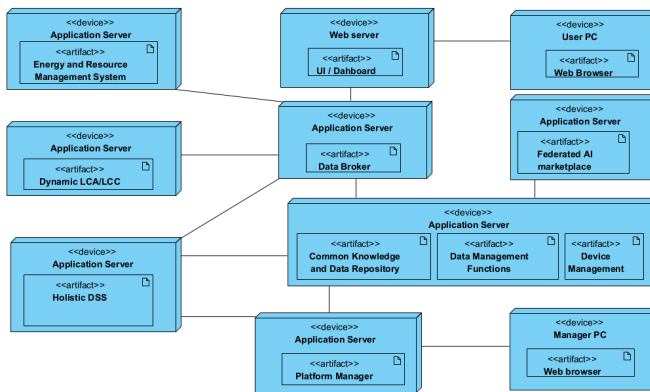 <<device>>
Application Server
<<artifact>>
Energy and Resource
Management System
<<device>>
Web server
<<artifact>>
UI / Dahboard
<<device>>
User PC
<<artifact>>
Web Browser
<<device>>
Application Server
<<artifact>>
Dynamic LCA/LCC
<<device>>
Application Server
<<artifact>>
Data Broker
<<device>>
Application Server
<<artifact>>
Federated AI
marketplace
<<device>>
Application Server
<<artifact>>
Common Knowledge
and Data Repository
<<artifact>>
Data Management
Functions
<<artifact>>
Device
Management
<<device>>
Application Server
<<artifact>>
Holistic DSS
<<device>>
Application Server
<<artifact>>
Platform Manager
<<device>>
Manager PC
<<artifact>>
Web browser